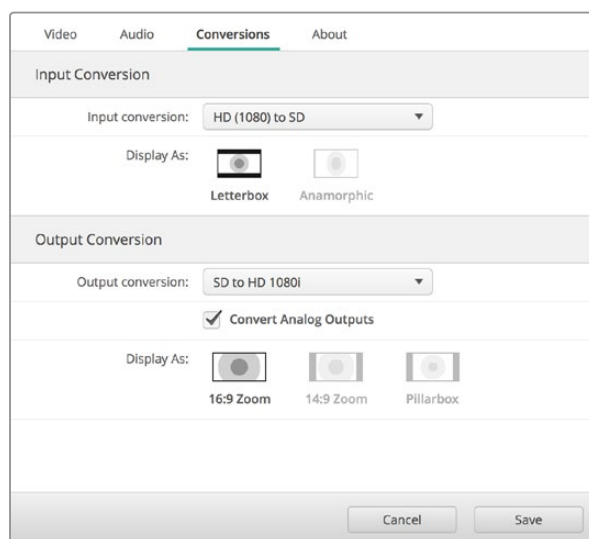 Video Audio Conversions About
Input Conversion
Input conversion: HD (1080) to SD
Display As:
Letterbox Anamorphic
Output Conversion
Output conversion: SD to HD 1080i
Convert Analog Outputs
Display As:
16:9 Zoom 14:9 Zoom Pillarbox
Cancel Save